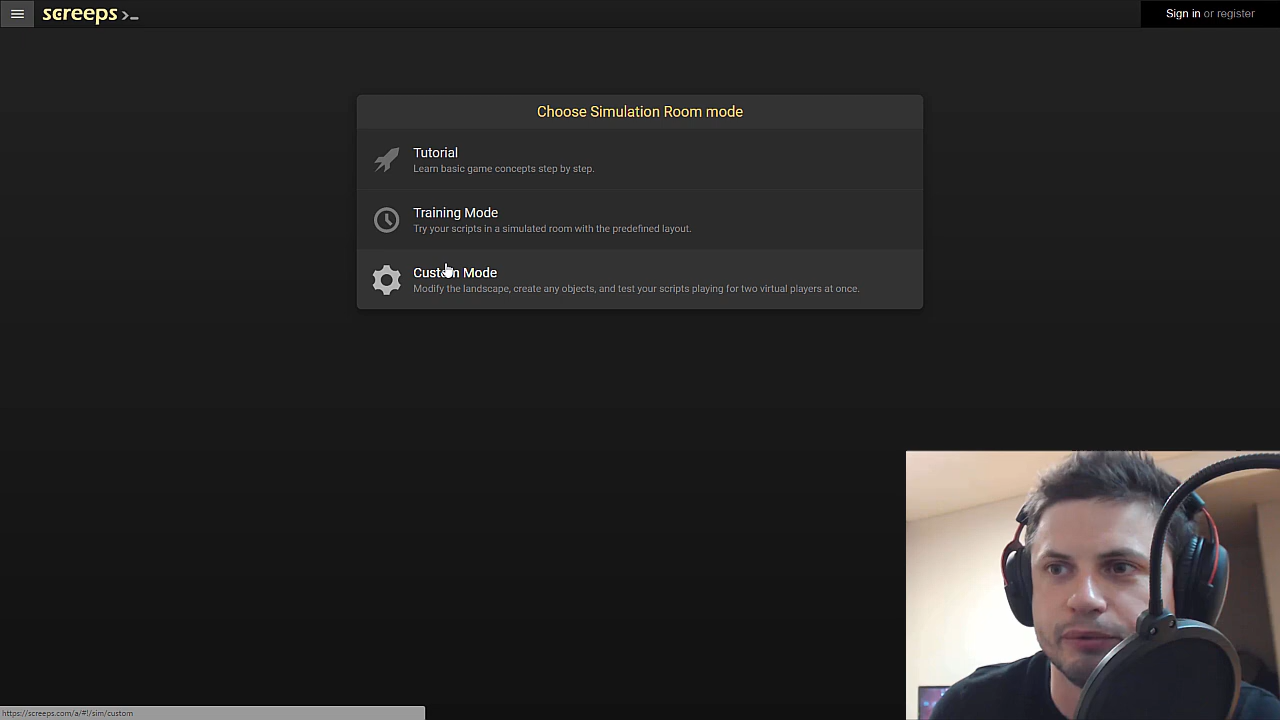 screeps >_
Sign in or register
Choose Simulation Room mode
Tutorial
Learn basic game concepts step by step.
Training Mode
Try your scripts in a simulated room with the predefined layout.
Custom Mode
Modify the landscape, create any objects, and test your scripts playing for two virtual players at once.
https://screeps.com/a/#!/sim/custom